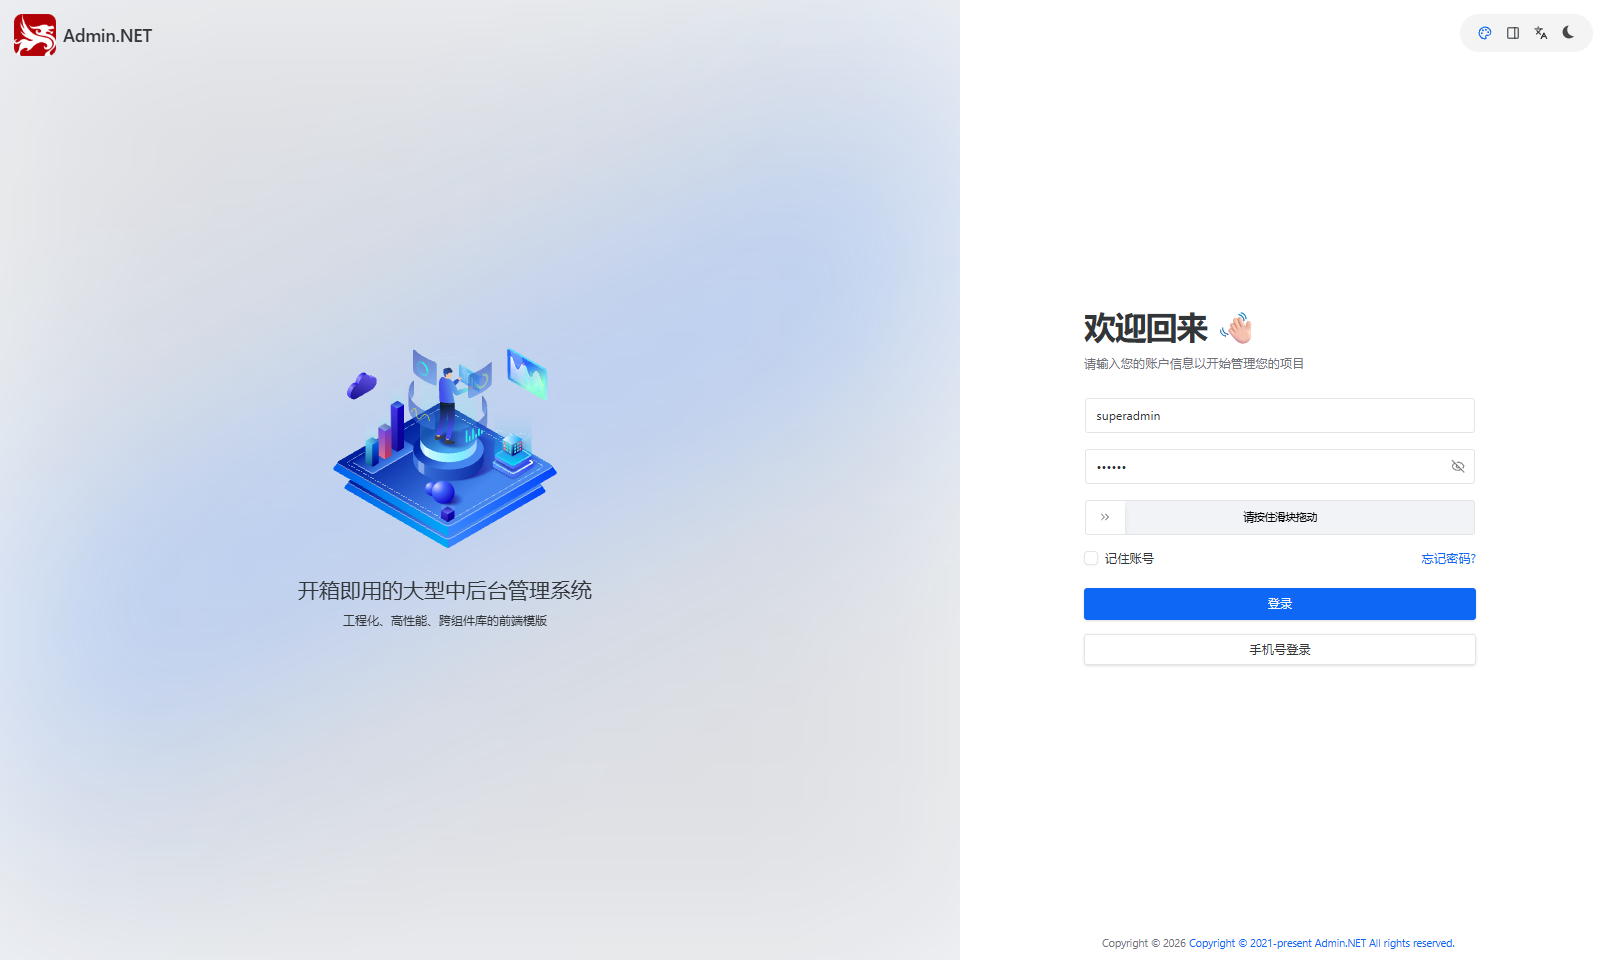 Admin.NET
开箱即用的大型中后台管理系统
工程化、高性能、跨组件库的前端模版
欢迎回来
请输入您的账户信息以开始管理您的项目
superadmin
••••••
请按住滑块拖动
记住账号
忘记密码?
登录
手机号登录
Copyright © 2026 Copyright © 2021-present Admin.NET All rights reserved.